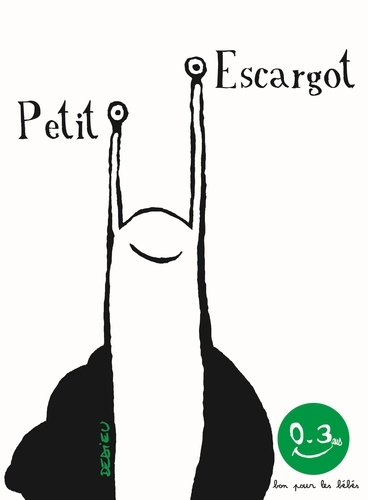 Petit
Escargot
DEDIEU
0-3 ans
bon pour les bébés